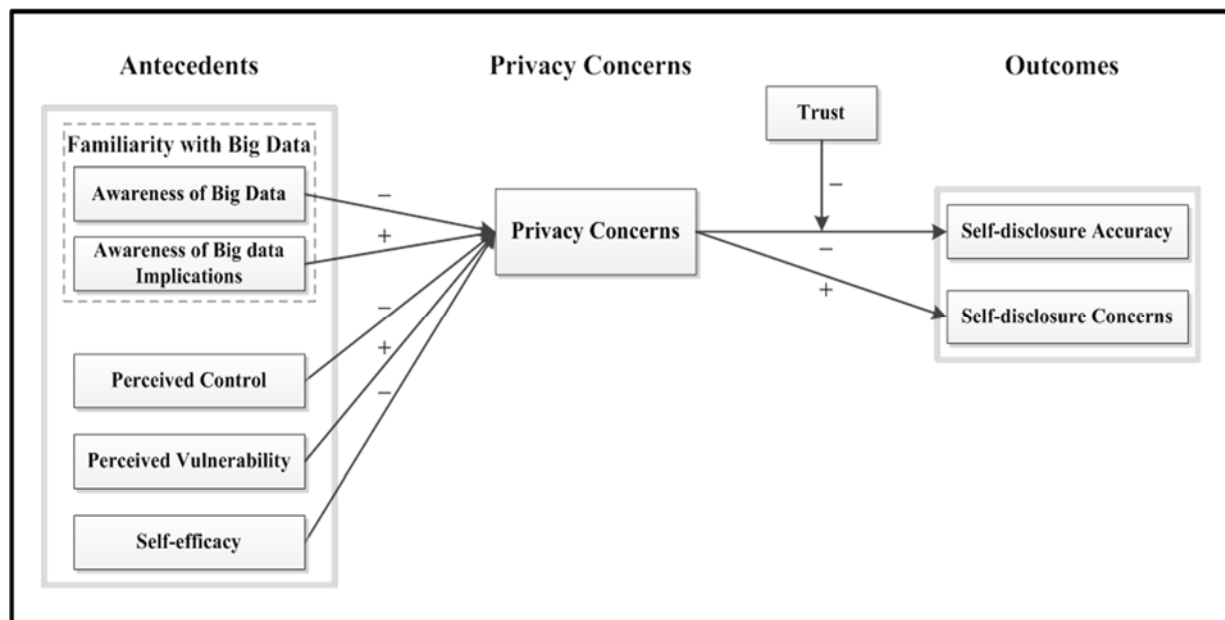 Antecedents
Privacy Concerns
Outcomes
Trust
Familiarity with Big Data
Awareness of Big Data
Awareness of Big data
Implications
Perceived Control
Perceived Vulnerability
Self-efficacy
−
+
−
+
−
Privacy Concerns
−
−
+
Self-disclosure Accuracy
Self-disclosure Concerns